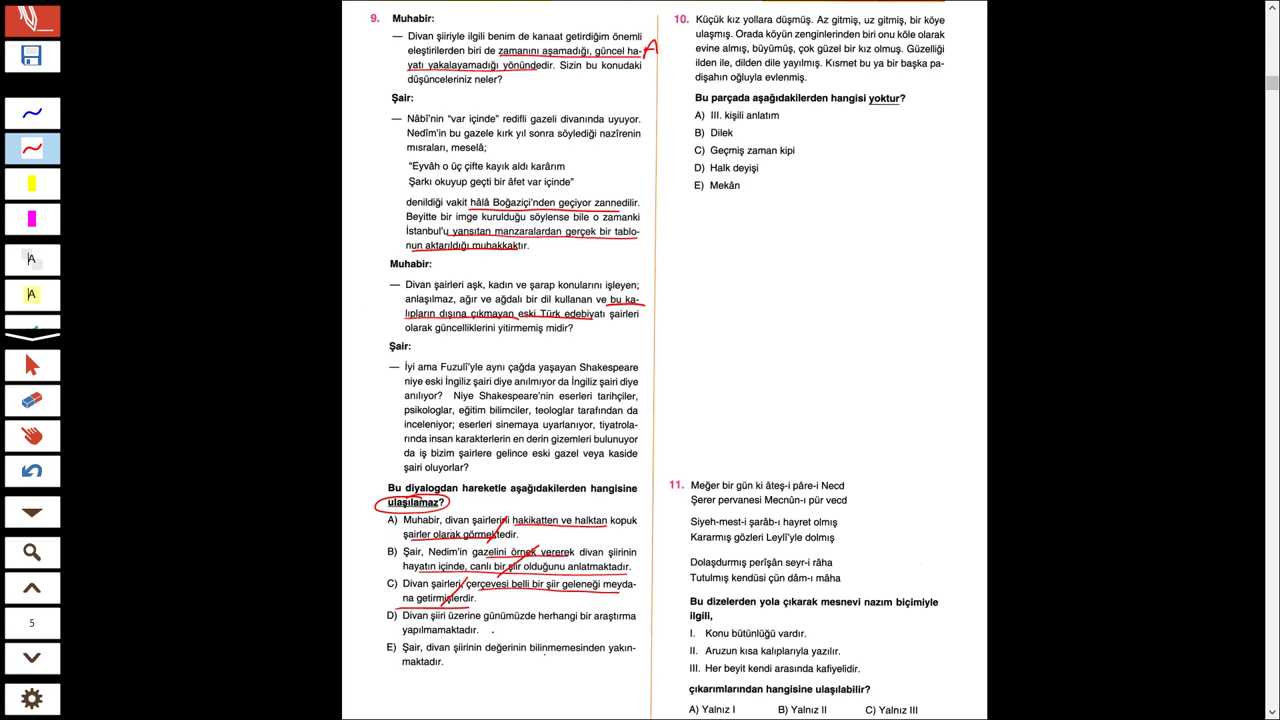 9. Muhabir:
— Divan şiiriyle ilgili benim de kanaat getirdiğim önemli
eleştirilerden biri de zamanını aşamadığı, güncel ha-
yatı yakalayamadığı yönündedir. Sizin bu konudaki
düşünceleriniz neler?
A
Şair:
— Nâbî'nin “var içinde” redifli gazeli divanında uyuyor.
Nedîm'in bu gazele kırk yıl sonra söylediği nazîrenin
mısraları, meselâ;
“Eyvâh o üç çifte kayık aldı karârım
Şarkı okuyup geçti bir âfet var içinde”
denildiği vakit hâlâ Boğaziçi'nden geçiyor zannedilir.
Beyitte bir imge kurulduğu söylense bile o zamanki
İstanbul'u yansıtan manzaralardan gerçek bir tablo-
nun aktarıldığı muhakkaktır.
Muhabir:
— Divan şairleri aşk, kadın ve şarap konularını işleyen;
anlaşılmaz, ağır ve ağdalı bir dil kullanan ve bu ka-
lıpların dışına çıkmayan eski Türk edebiyatı şairleri
olarak güncelliklerini yitirmemiş midir?
Şair:
— İyi ama Fuzulî'yle aynı çağda yaşayan Shakespeare
niye eski İngiliz şairi diye anılmıyor da İngiliz şairi diye
anılıyor? Niye Shakespeare'nin eserleri tarihçiler,
psikologlar, eğitim bilimciler, teologlar tarafından da
inceleniyor; eserleri sinemaya uyarlanıyor, tiyatrola-
rında insan karakterlerin en derin gizemleri bulunuyor
da iş bizim şairlere gelince eski gazel veya kaside
şairi oluyorlar?
Bu diyalogdan hareketle aşağıdakilerden hangisine
ulaşılamaz?
A) Muhabir, divan şairlerini hakikatten ve halktan kopuk
şairler olarak görmektedir.
B) Şair, Nedim'in gazelini örnek vererek divan şiirinin
hayatın içinde, canlı bir şiir olduğunu anlatmaktadır.
C) Divan şairleri, çerçevesi belli bir şiir geleneği meyda-
na getirmişlerdir.
D) Divan şiiri üzerine günümüzde herhangi bir araştırma
yapılmamaktadır.
E) Şair, divan şiirinin değerinin bilinmemesinden yakın-
maktadır.
10. Küçük kız yollara düşmüş. Az gitmiş, uz gitmiş, bir köye
ulaşmış. Orada köyün zenginlerinden biri onu köle olarak
evine almış, büyümüş, çok güzel bir kız olmuş. Güzelliği
ilden ile, dilden dile yayılmış. Kısmet bu ya bir başka pa-
dişahın oğluyla evlenmiş.
Bu parçada aşağıdakilerden hangisi yoktur?
A) III. kişili anlatım
B) Dilek
C) Geçmiş zaman kipi
D) Halk deyişi
E) Mekân
11. Meğer bir gün ki âteş-i pâre-i Necd
Şerer pervanesi Mecnûn-ı pür vecd
Siyeh-mest-i şarâb-ı hayret olmış
Kararmış gözleri Leylî'yle dolmış
Dolaşdurmış perîşân seyr-i râha
Tutulmış kendüsi çün dâm-ı mâha
Bu dizelerden yola çıkarak mesnevi nazım biçimiyle
ilgili,
I. Konu bütünlüğü vardır.
II. Aruzun kısa kalıplarıyla yazılır.
III. Her beyit kendi arasında kafiyelidir.
çıkarımlarından hangisine ulaşılabilir?
A) Yalnız I B) Yalnız II C) Yalnız III
A
A
5